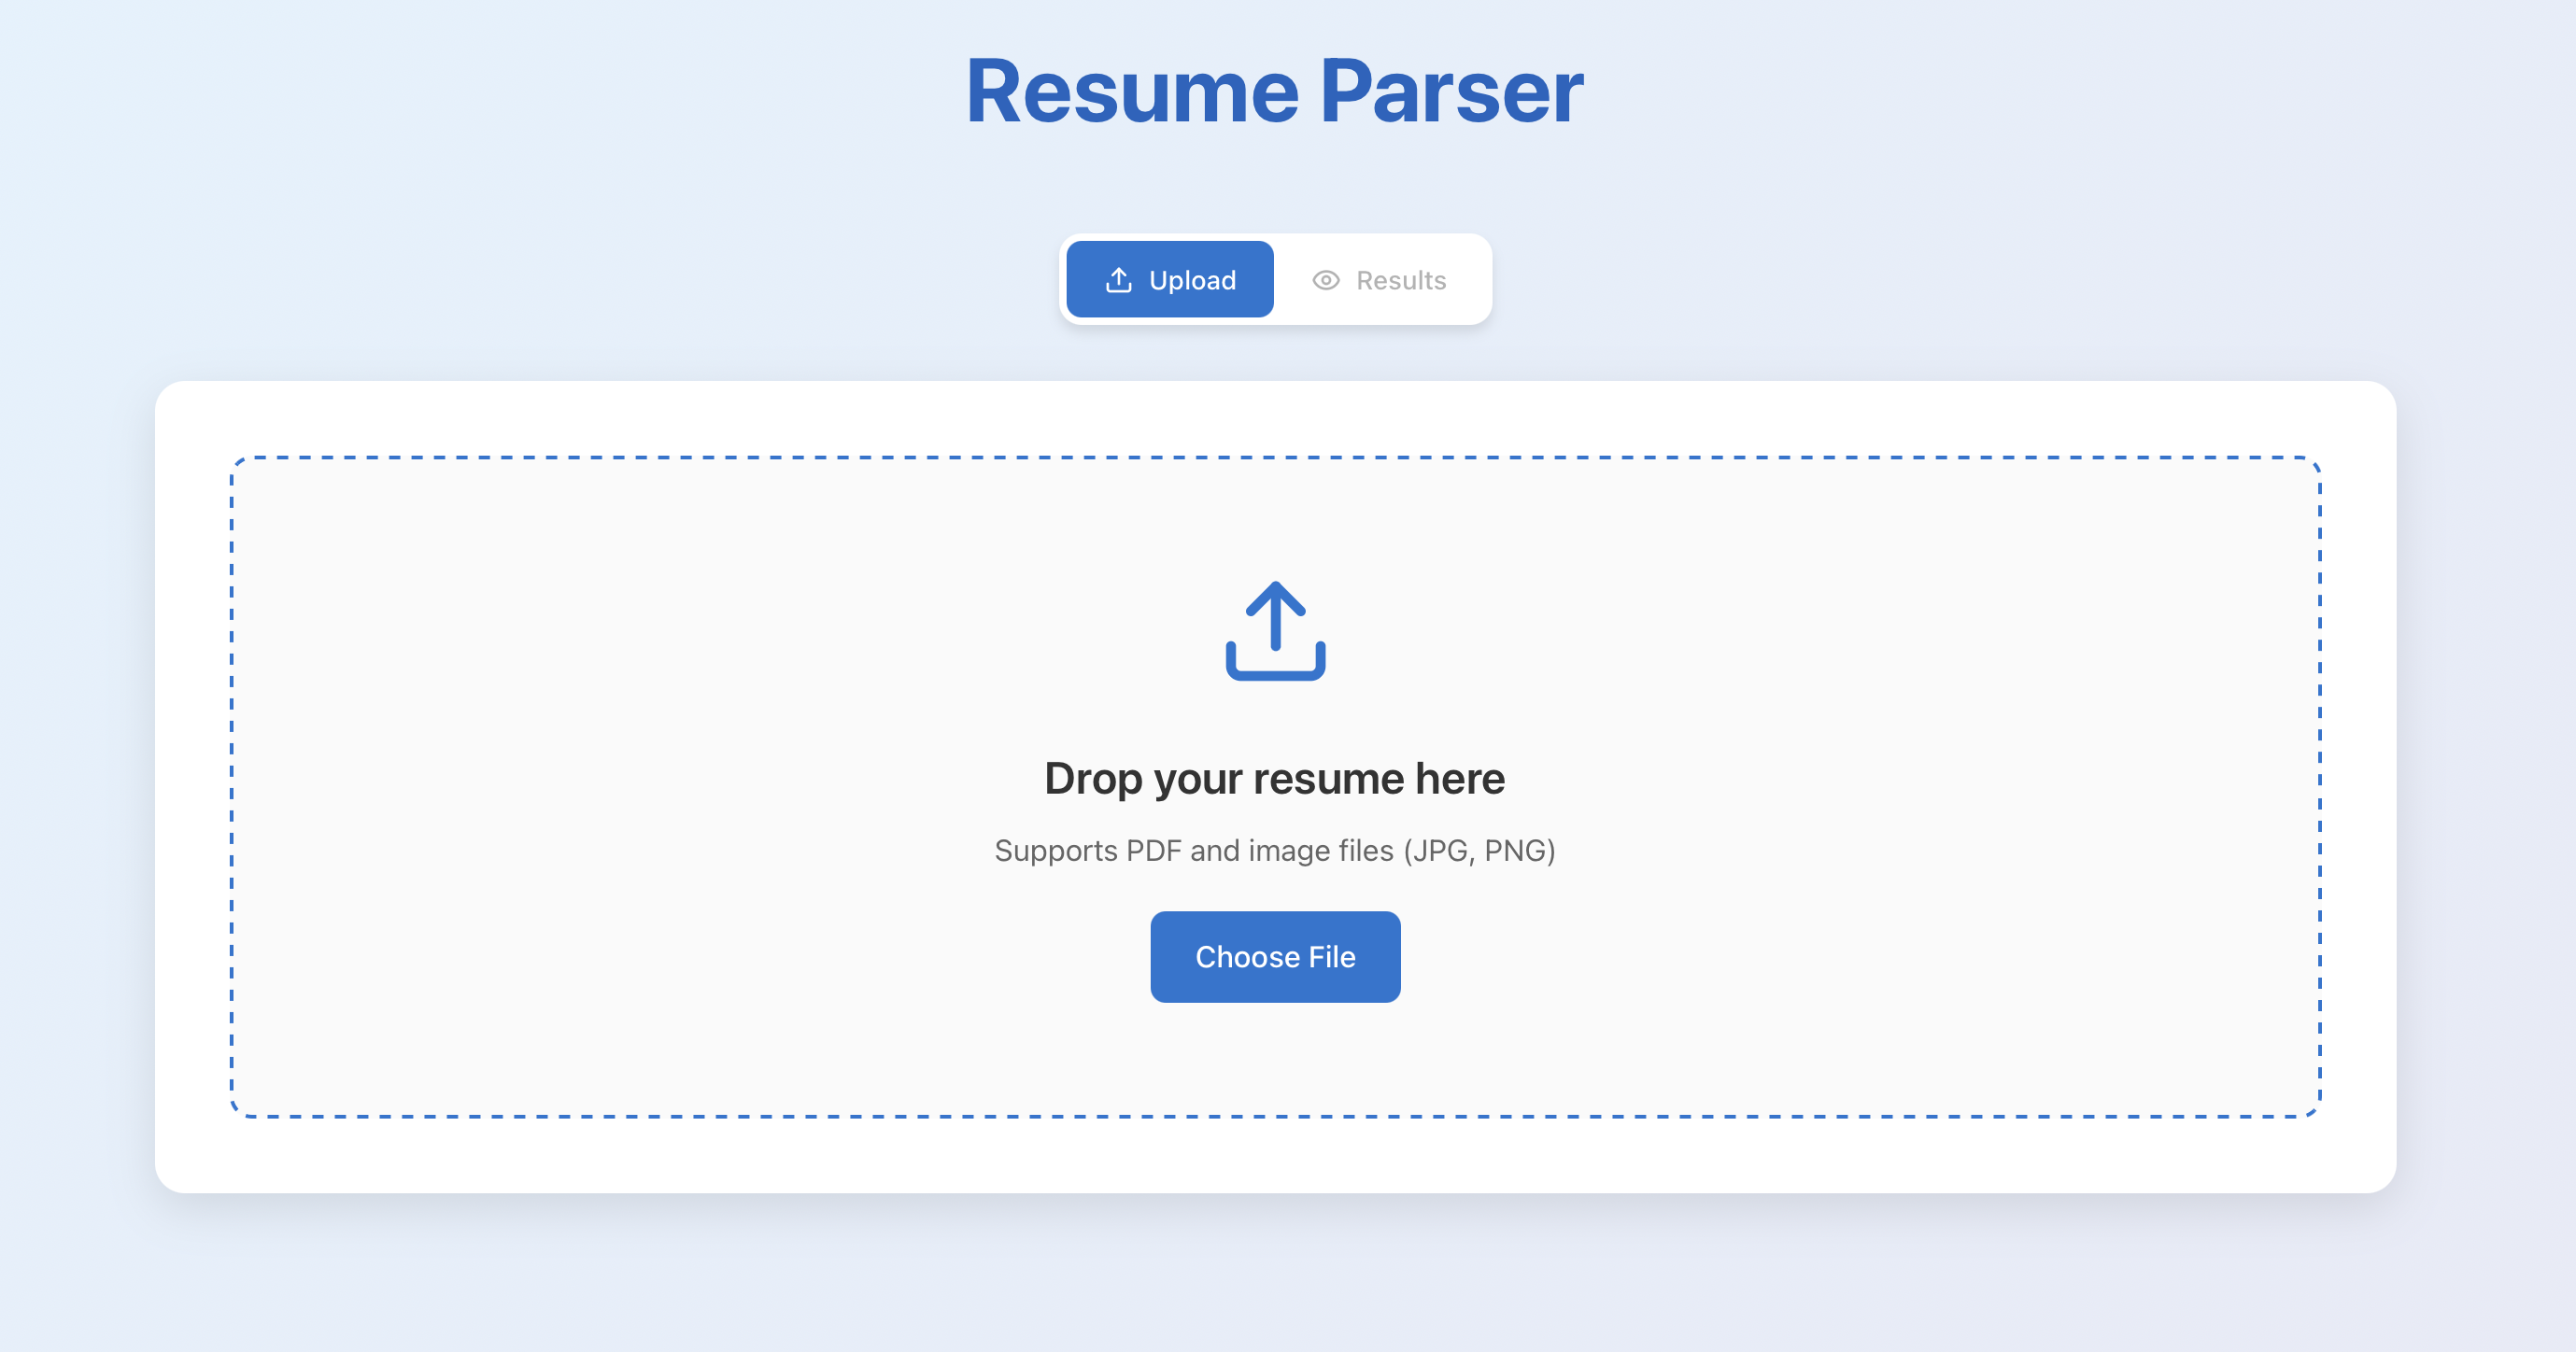 Resume Parser
Upload
Results
Drop your resume here
Supports PDF and image files (JPG, PNG)
Choose File